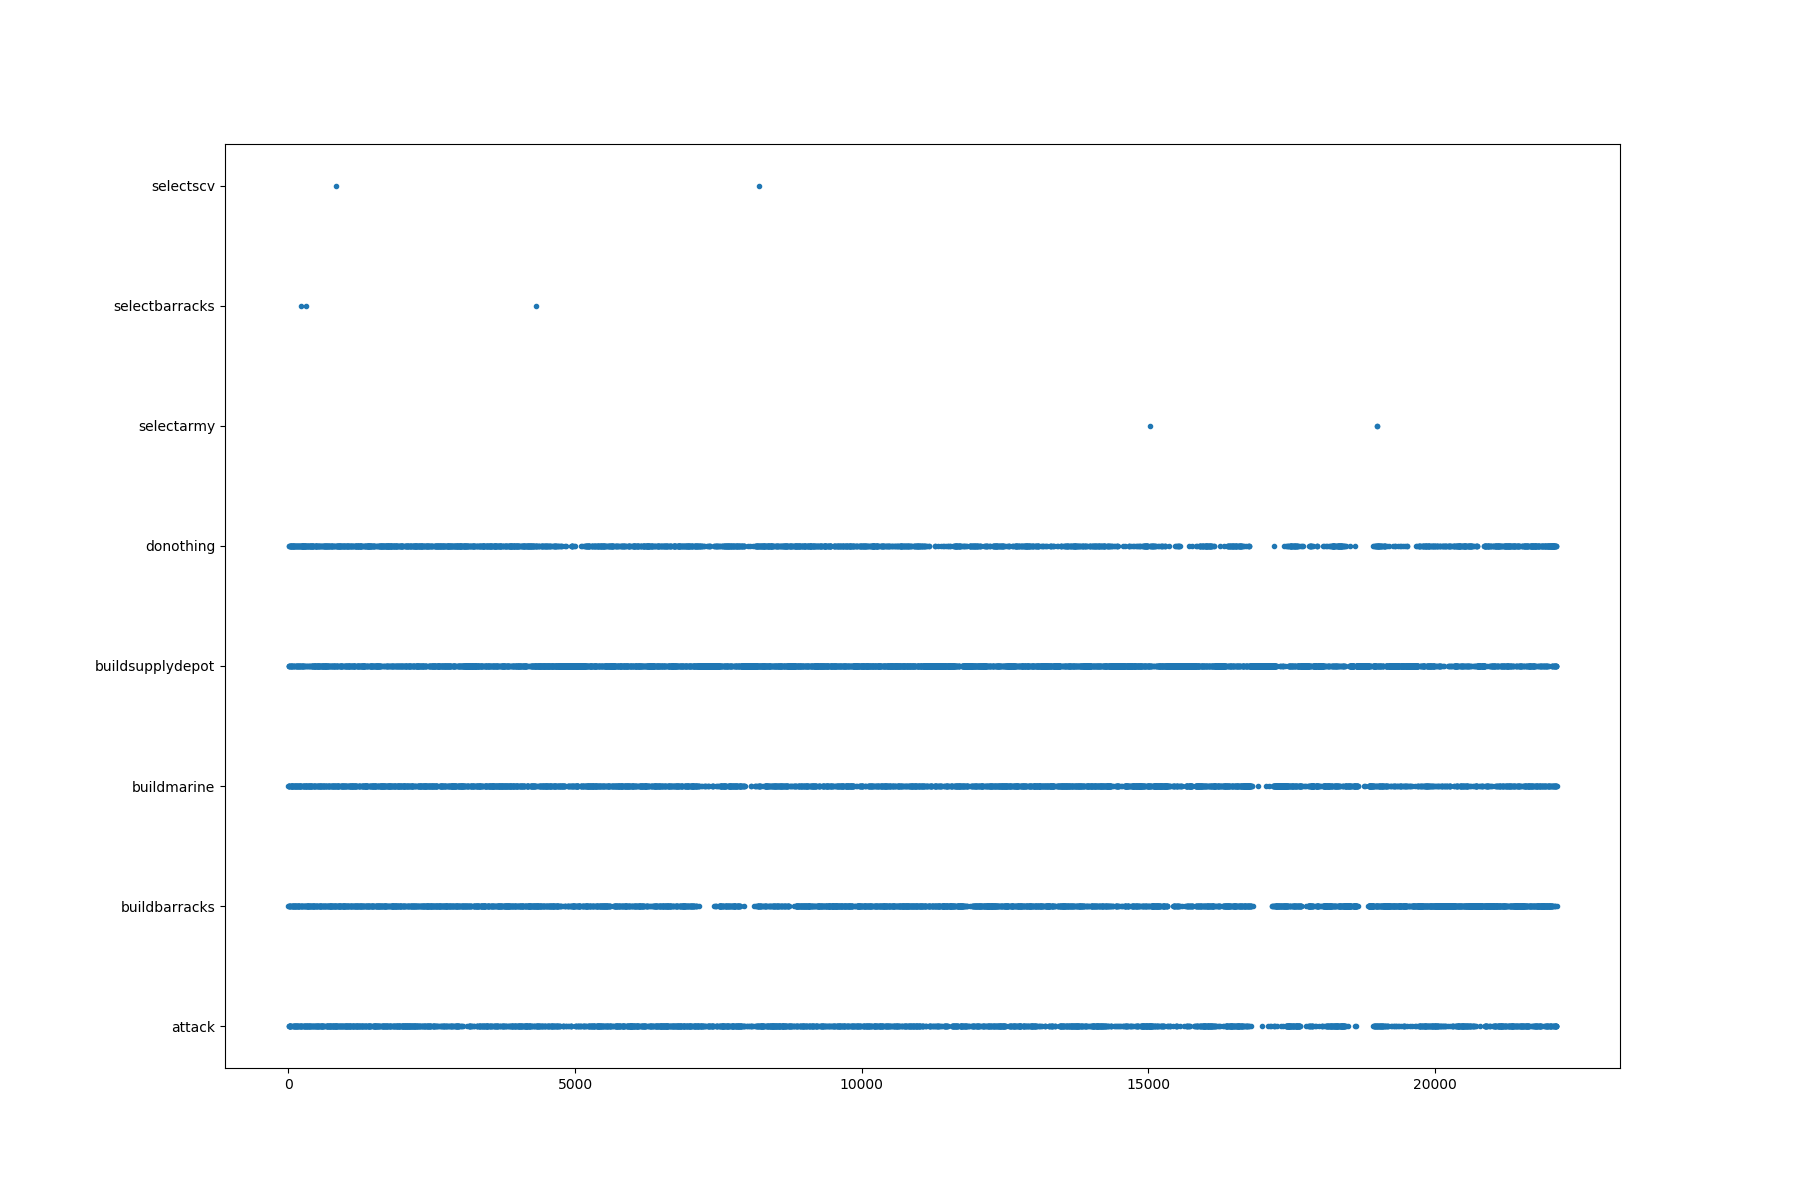 selectscv
selectbarracks
selectarmy
donothing
buildsupplydepot
buildmarine
buildbarracks
attack
0 5000 10000 15000 20000